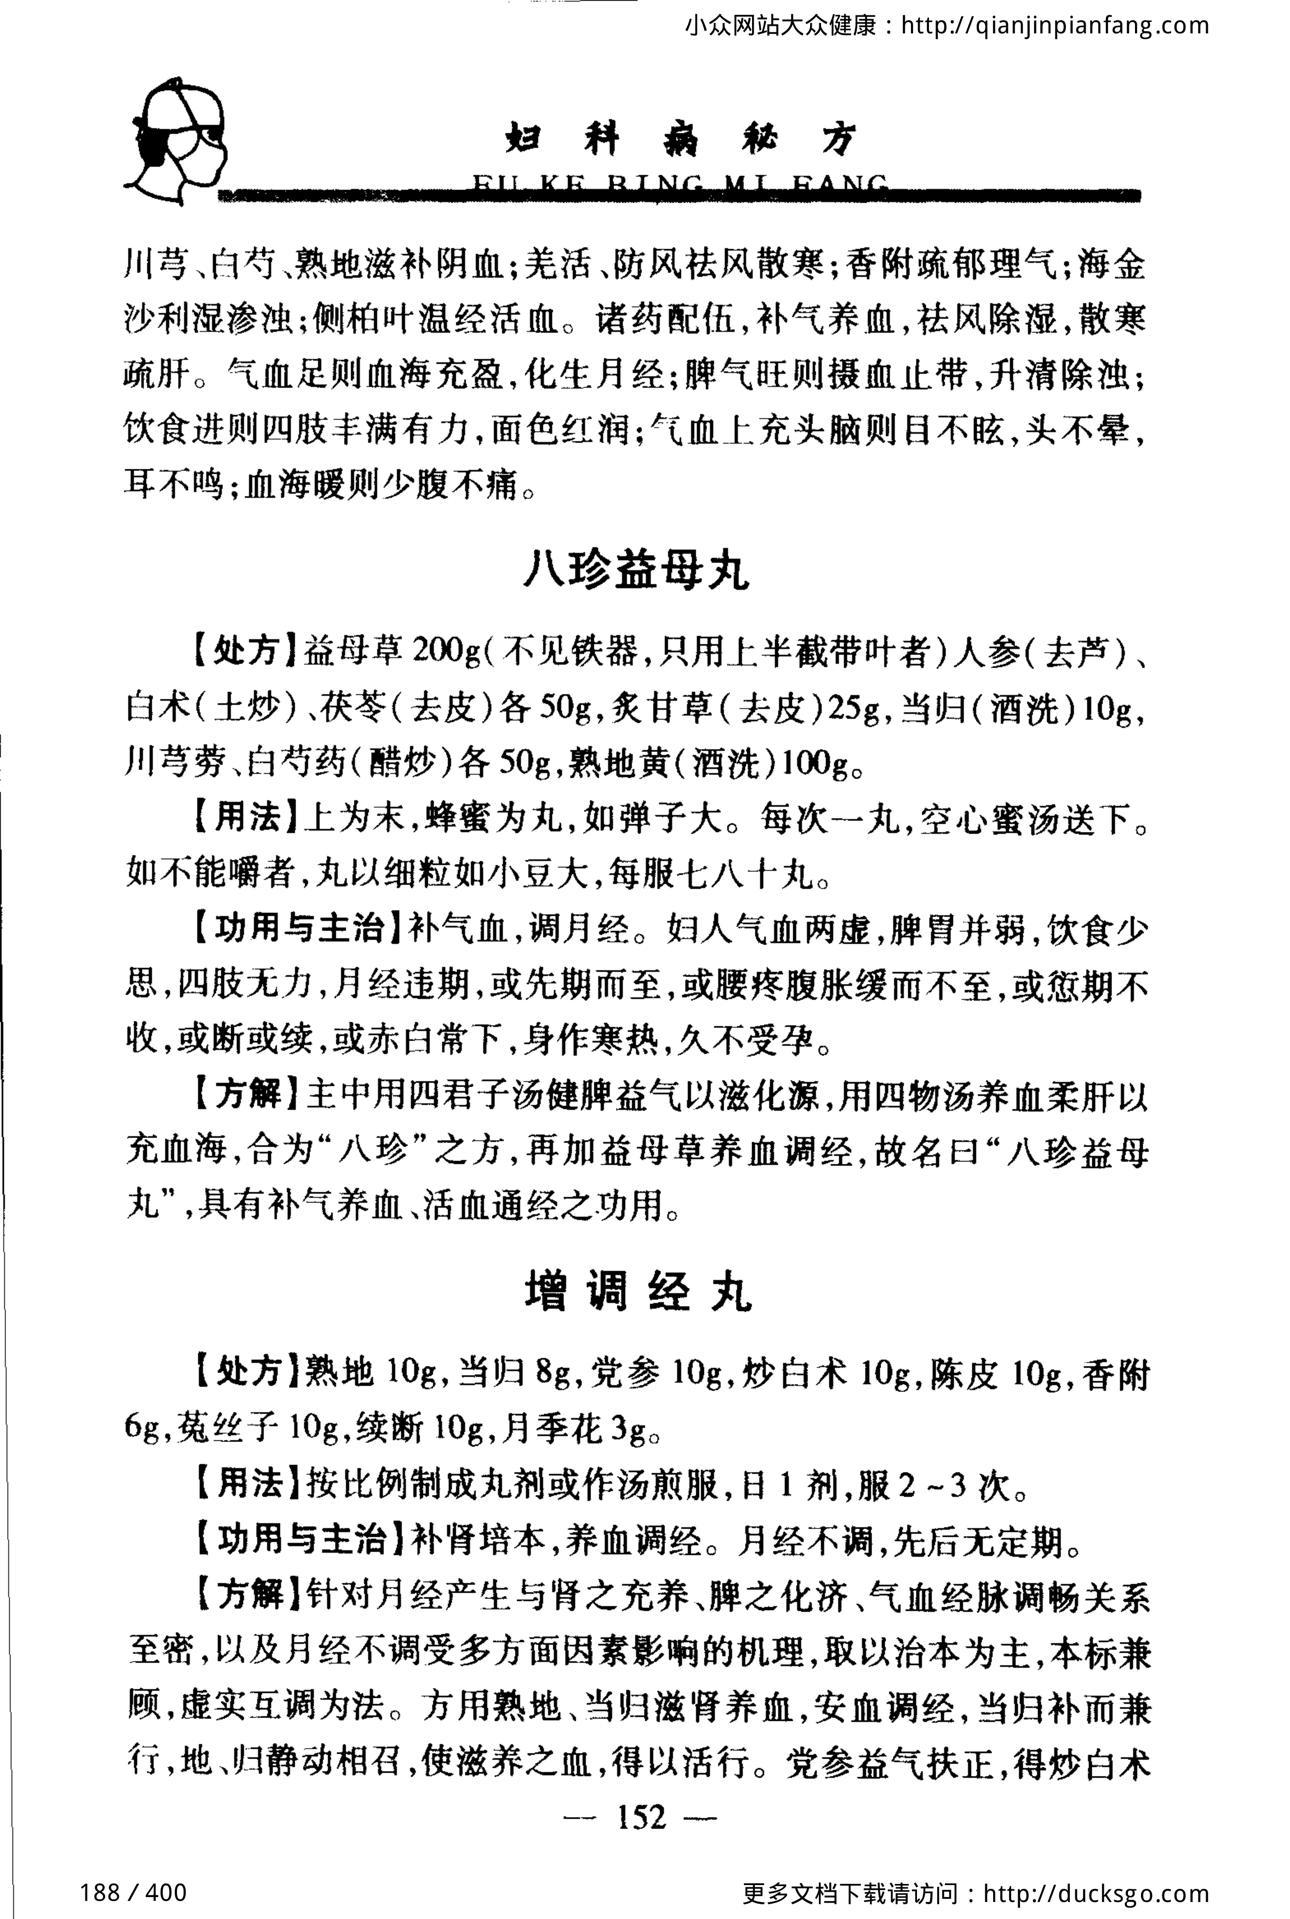 小众网站大众健康：http://qianjinpianfang.com
妇科病秘方
FU KE BING MI FANG
川芎、白芍、熟地滋补阴血；羌活、防风祛风散寒；香附疏郁理气；海金
沙利湿渗浊；侧柏叶温经活血。诸药配伍，补气养血，祛风除湿，散寒
疏肝。气血足则血海充盈，化生月经；脾气旺则摄血止带，升清除浊；
饮食进则四肢丰满有力，面色红润；气血上充头脑则目不眩，头不晕，
耳不鸣；血海暖则少腹不痛。
八珍益母丸
【处方】益母草 200g（不见铁器，只用上半截带叶者）人参（去芦）、
白术（土炒）、茯苓（去皮）各 50g，炙甘草（去皮）25g，当归（酒洗）10g，
川芎䓖、白芍药（醋炒）各 50g，熟地黄（酒洗）100g。
【用法】上为末，蜂蜜为丸，如弹子大。每次一丸，空心蜜汤送下。
如不能嚼者，丸以细粒如小豆大，每服七八十丸。
【功用与主治】补气血，调月经。妇人气血两虚，脾胃并弱，饮食少
思，四肢无力，月经违期，或先期而至，或腰疼腹胀缓而不至，或愆期不
收，或断或续，或赤白常下，身作寒热，久不受孕。
【方解】主中用四君子汤健脾益气以滋化源，用四物汤养血柔肝以
充血海，合为“八珍”之方，再加益母草养血调经，故名曰“八珍益母
丸”，具有补气养血、活血通经之功用。
增调经丸
【处方】熟地 10g，当归 8g，党参 10g，炒白术 10g，陈皮 10g，香附
6g，菟丝子 10g，续断 10g，月季花 3g。
【用法】按比例制成丸剂或作汤煎服，日 1 剂，服 2～3 次。
【功用与主治】补肾培本，养血调经。月经不调，先后无定期。
【方解】针对月经产生与肾之充养、脾之化济、气血经脉调畅关系
至密，以及月经不调受多方面因素影响的机理，取以治本为主，本标兼
顾，虚实互调为法。方用熟地、当归滋肾养血，安血调经，当归补而兼
行，地、归静动相召，使滋养之血，得以活行。党参益气扶正，得炒白术
— 152 —
188 / 400
更多文档下载请访问：http://ducksgo.com